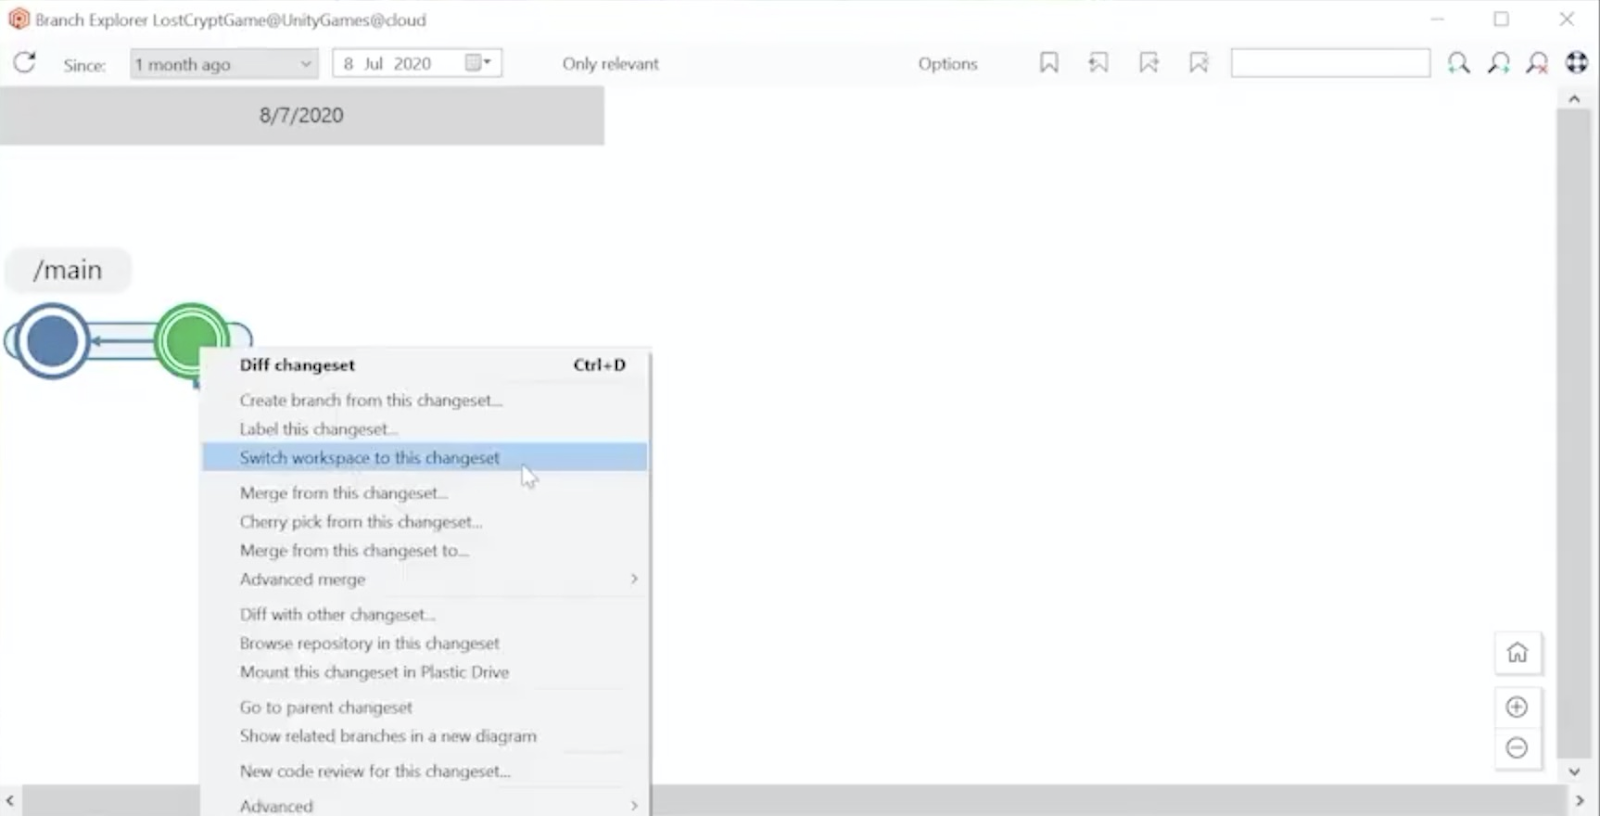 Branch Explorer LostCryptGame@UnityGames@cloud
Since: 1 month ago 8 Jul 2020 Only relevant Options
8/7/2020
/main
Diff changeset Ctrl+D
Create branch from this changeset...
Label this changeset...
Switch workspace to this changeset
Merge from this changeset...
Cherry pick from this changeset...
Merge from this changeset to...
Advanced merge
Diff with other changeset...
Browse repository in this changeset
Mount this changeset in Plastic Drive
Go to parent changeset
Show related branches in a new diagram
New code review for this changeset...
Advanced